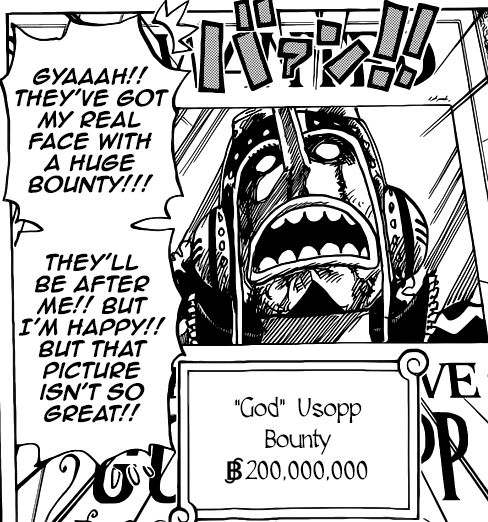 バァン!!
GYAAAH!!
THEY'VE GOT
MY REAL
FACE WITH
A HUGE
BOUNTY!!!
THEY'LL
BE AFTER
ME!! BUT
I'M HAPPY!!
BUT THAT
PICTURE
ISN'T SO
GREAT!!
"God" Usopp
Bounty
฿200,000,000